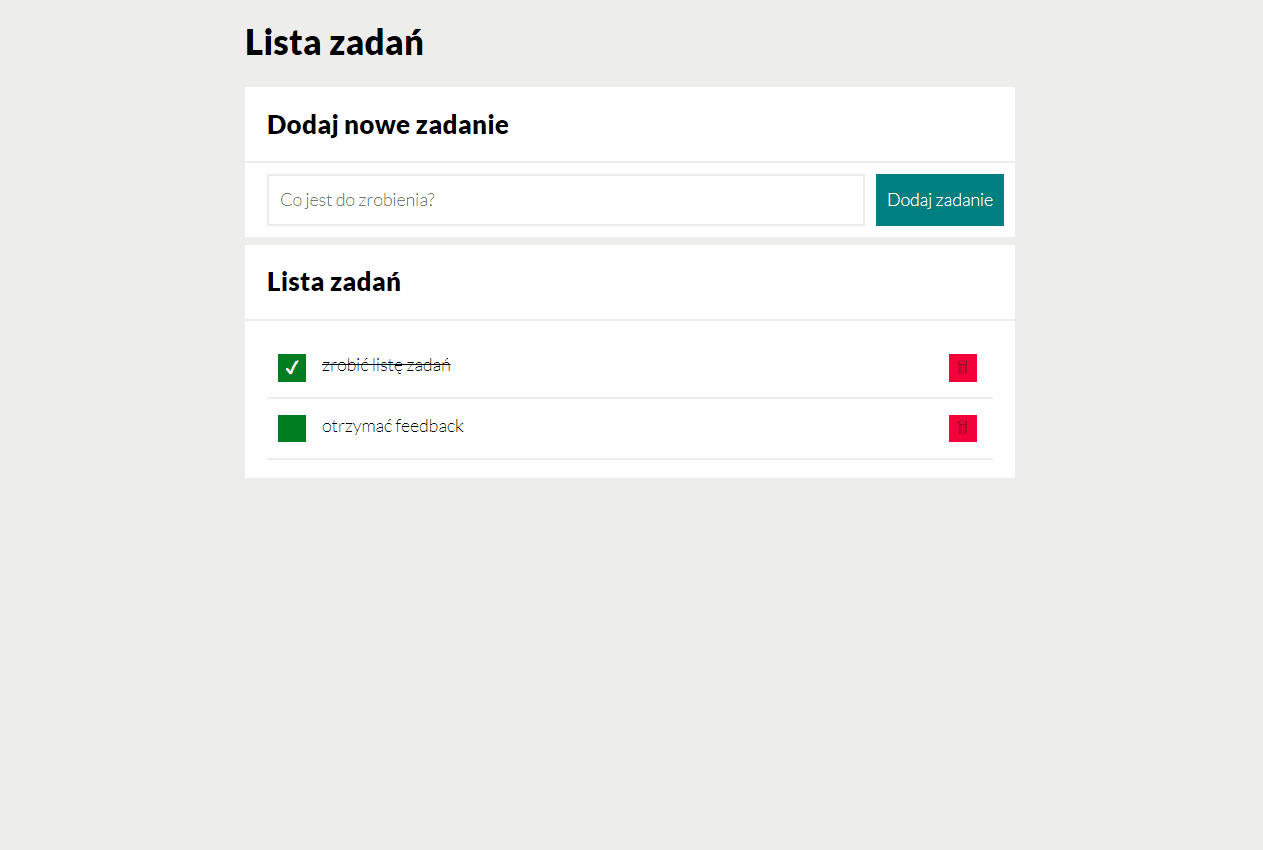 Lista zadań
Dodaj nowe zadanie
Co jest do zrobienia?
Dodaj zadanie
Lista zadań
zrobić listę zadań
otrzymać feedback